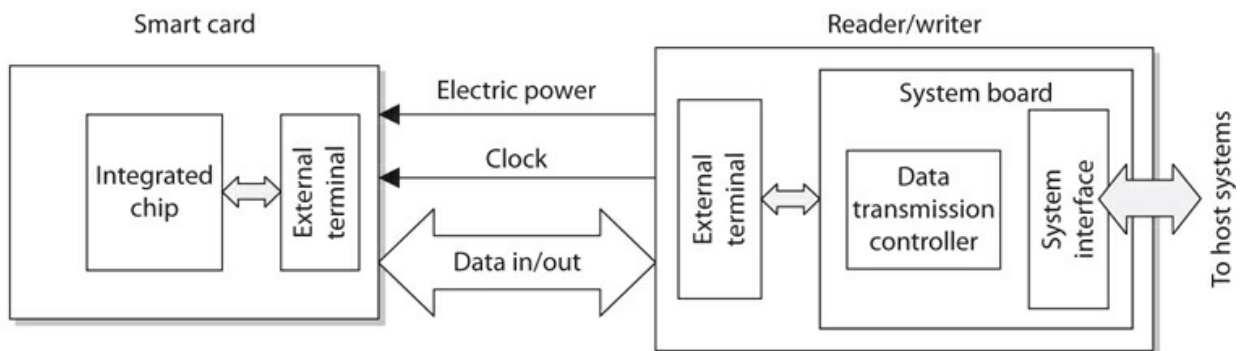 Smart card
Reader/writer
Electric power
System board
Integrated
chip
External
terminal
Clock
External
terminal
Data
transmission
controller
System
interface
Data in/out
To host systems